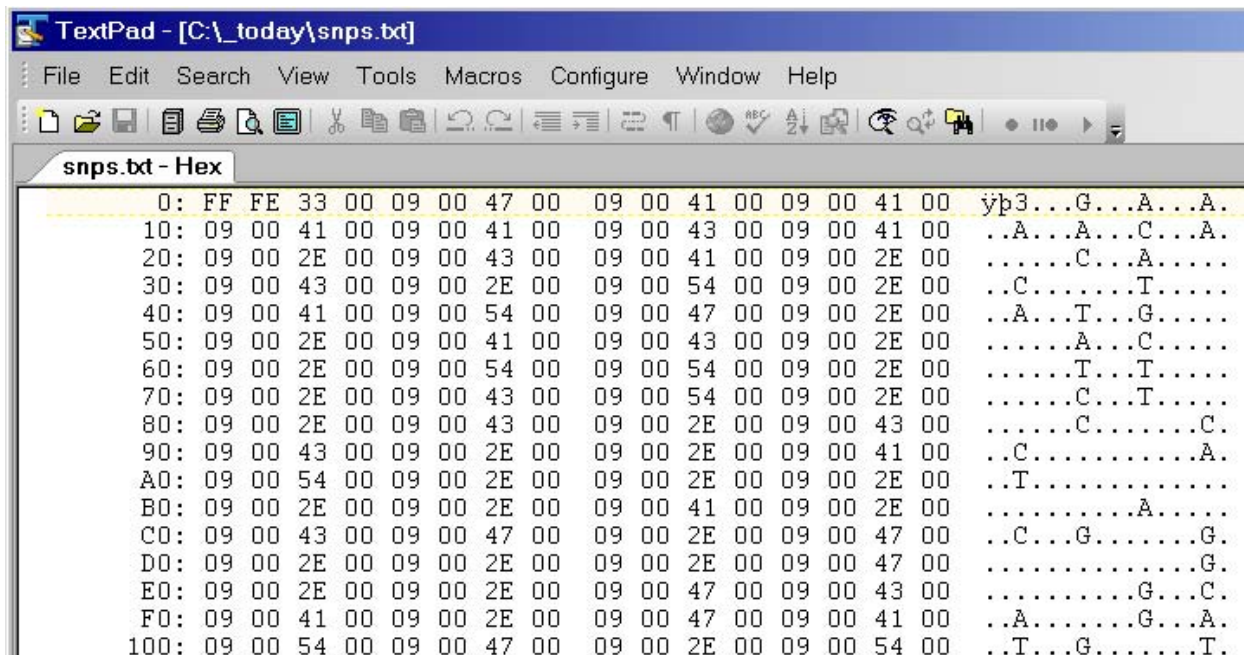 TextPad - [C:\_today\snps.txt]
File Edit Search View Tools Macros Configure Window Help
snps.txt - Hex
0: FF FE 33 00 09 00 47 00 09 00 41 00 09 00 41 00 ÿþ3...G...A...A.
10: 09 00 41 00 09 00 41 00 09 00 43 00 09 00 41 00 ..A...A...C...A.
20: 09 00 2E 00 09 00 43 00 09 00 41 00 09 00 2E 00 ......C...A.....
30: 09 00 43 00 09 00 2E 00 09 00 54 00 09 00 2E 00 ..C.......T.....
40: 09 00 41 00 09 00 54 00 09 00 47 00 09 00 2E 00 ..A...T...G.....
50: 09 00 2E 00 09 00 41 00 09 00 43 00 09 00 2E 00 ......A...C.....
60: 09 00 2E 00 09 00 54 00 09 00 54 00 09 00 2E 00 ......T...T.....
70: 09 00 2E 00 09 00 43 00 09 00 54 00 09 00 2E 00 ......C...T.....
80: 09 00 2E 00 09 00 43 00 09 00 2E 00 09 00 43 00 ......C.......C.
90: 09 00 43 00 09 00 2E 00 09 00 2E 00 09 00 41 00 ..C...........A.
A0: 09 00 54 00 09 00 2E 00 09 00 2E 00 09 00 2E 00 ..T.............
B0: 09 00 2E 00 09 00 2E 00 09 00 41 00 09 00 2E 00 ..........A.....
C0: 09 00 43 00 09 00 47 00 09 00 2E 00 09 00 47 00 ..C...G.......G.
D0: 09 00 2E 00 09 00 2E 00 09 00 2E 00 09 00 47 00 ..............G.
E0: 09 00 2E 00 09 00 2E 00 09 00 47 00 09 00 43 00 ..........G...C.
F0: 09 00 41 00 09 00 2E 00 09 00 47 00 09 00 41 00 ..A.......G...A.
100: 09 00 54 00 09 00 47 00 09 00 2E 00 09 00 54 00 ..T...G.......T.